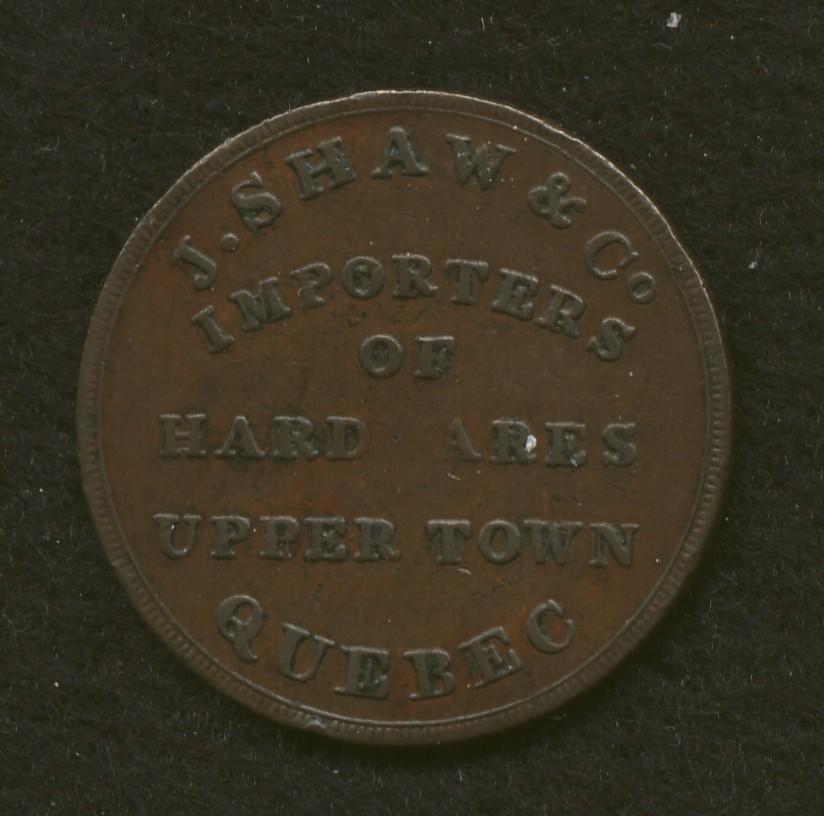 J. SHAW & Co
IMPORTERS
OF
HARD ARES
UPPER TOWN
QUEBEC